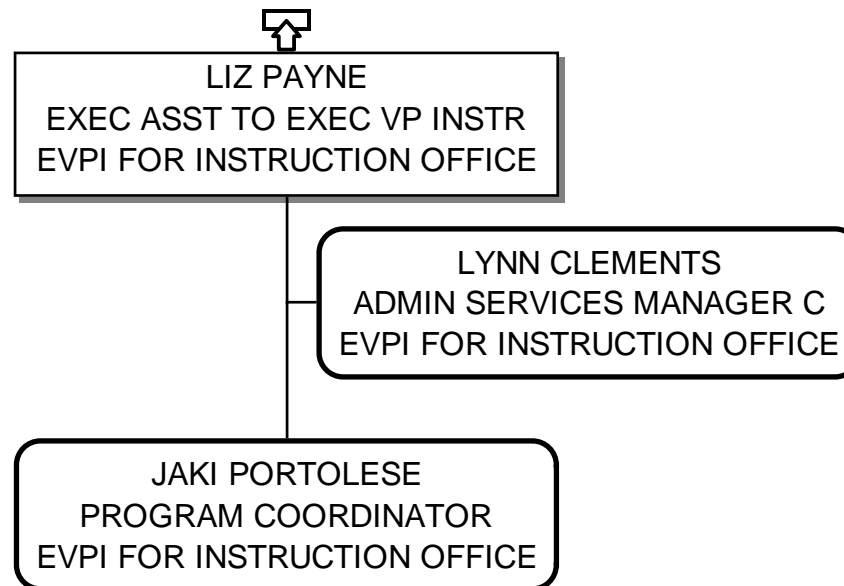 LIZ PAYNE
EXEC ASST TO EXEC VP INSTR
EVPI FOR INSTRUCTION OFFICE
LYNN CLEMENTS
ADMIN SERVICES MANAGER C
EVPI FOR INSTRUCTION OFFICE
JAKI PORTOLESE
PROGRAM COORDINATOR
EVPI FOR INSTRUCTION OFFICE